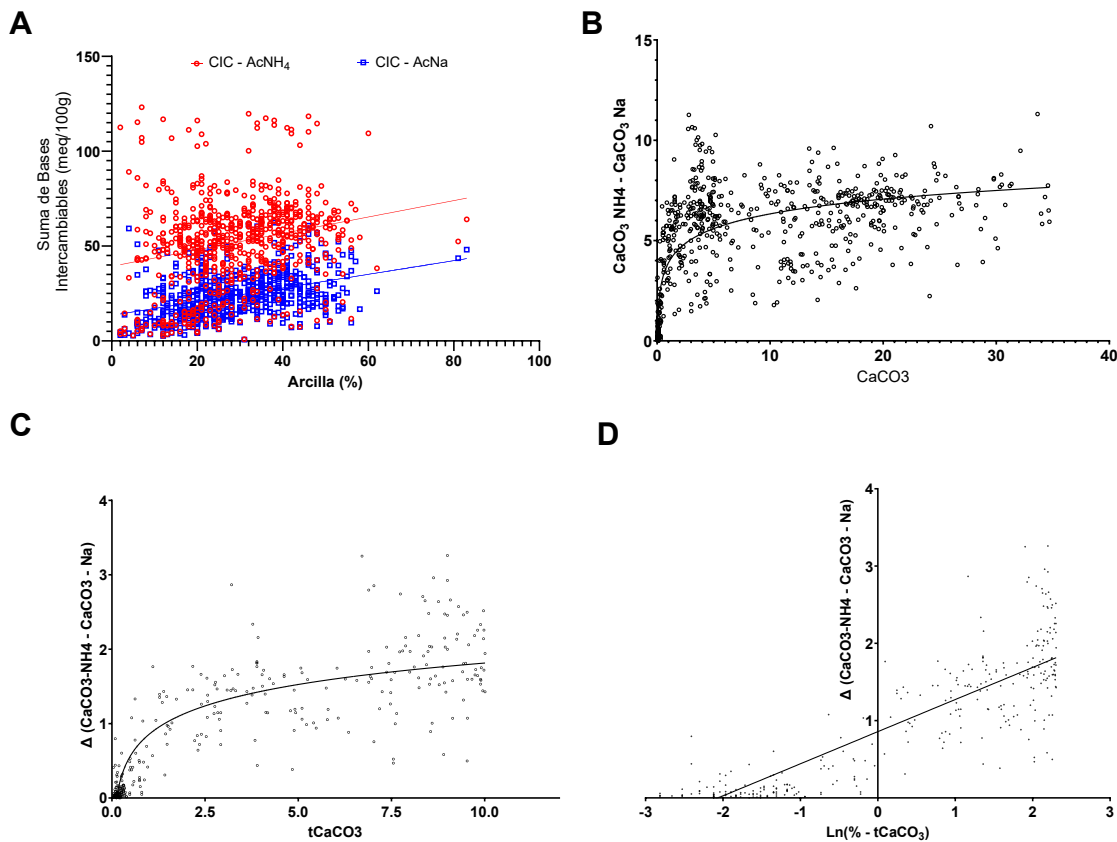 A
CIC - AcNH₄
CIC - AcNa
Suma de Bases
Intercambiables (meq/100g)
150
100
50
0
0 20 40 60 80 100
Arcilla (%)
B
CaCO₃ NH4 - CaCO₃ Na
15
10
5
0
0 10 20 30 40
CaCO3
C
Δ (CaCO3-NH4 - CaCO3 - Na)
4
3
2
1
0
0.0 2.5 5.0 7.5 10.0
tCaCO3
D
Δ (CaCO3-NH4 - CaCO3 - Na)
4
3
2
1
-3 -2 -1 0 1 2 3
Ln(% - tCaCO₃)